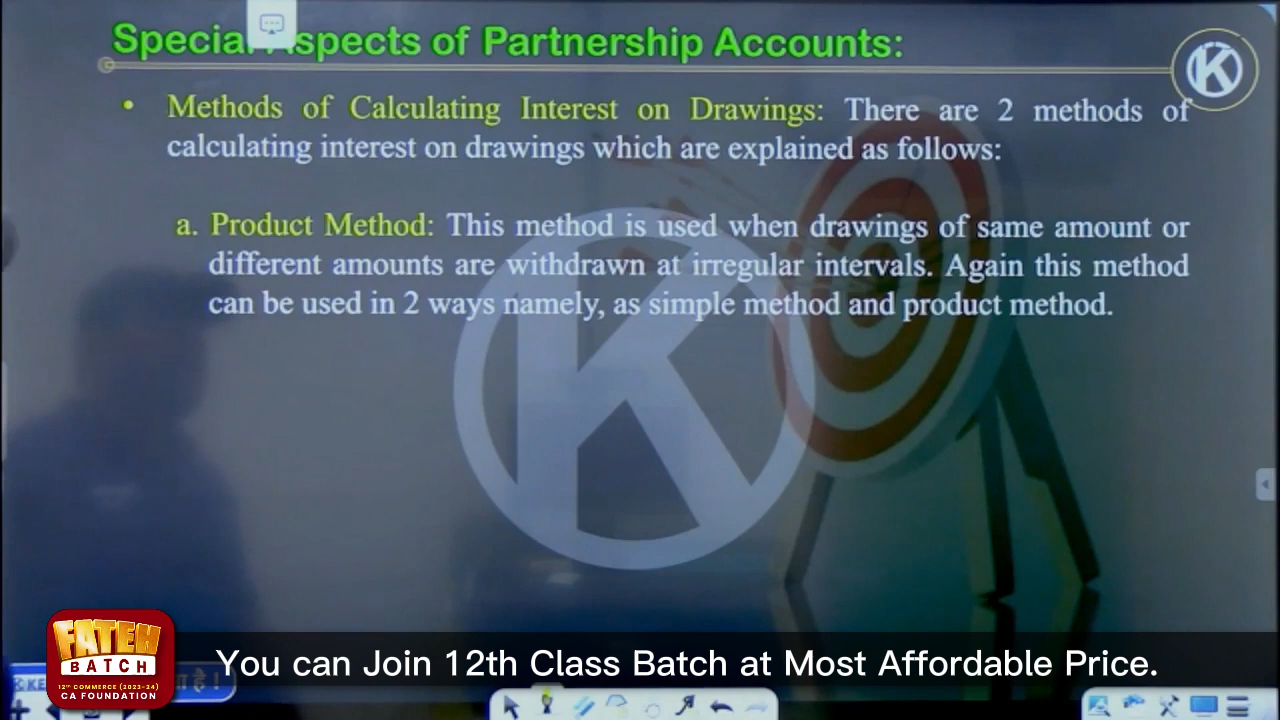 Special Aspects of Partnership Accounts:
• Methods of Calculating Interest on Drawings: There are 2 methods of
calculating interest on drawings which are explained as follows:
a. Product Method: This method is used when drawings of same amount or
different amounts are withdrawn at irregular intervals. Again this method
can be used in 2 ways namely, as simple method and product method.
K
K
FATEH
BATCH
12TH COMMERCE (2023-24)
CA FOUNDATION
You can Join 12th Class Batch at Most Affordable Price.